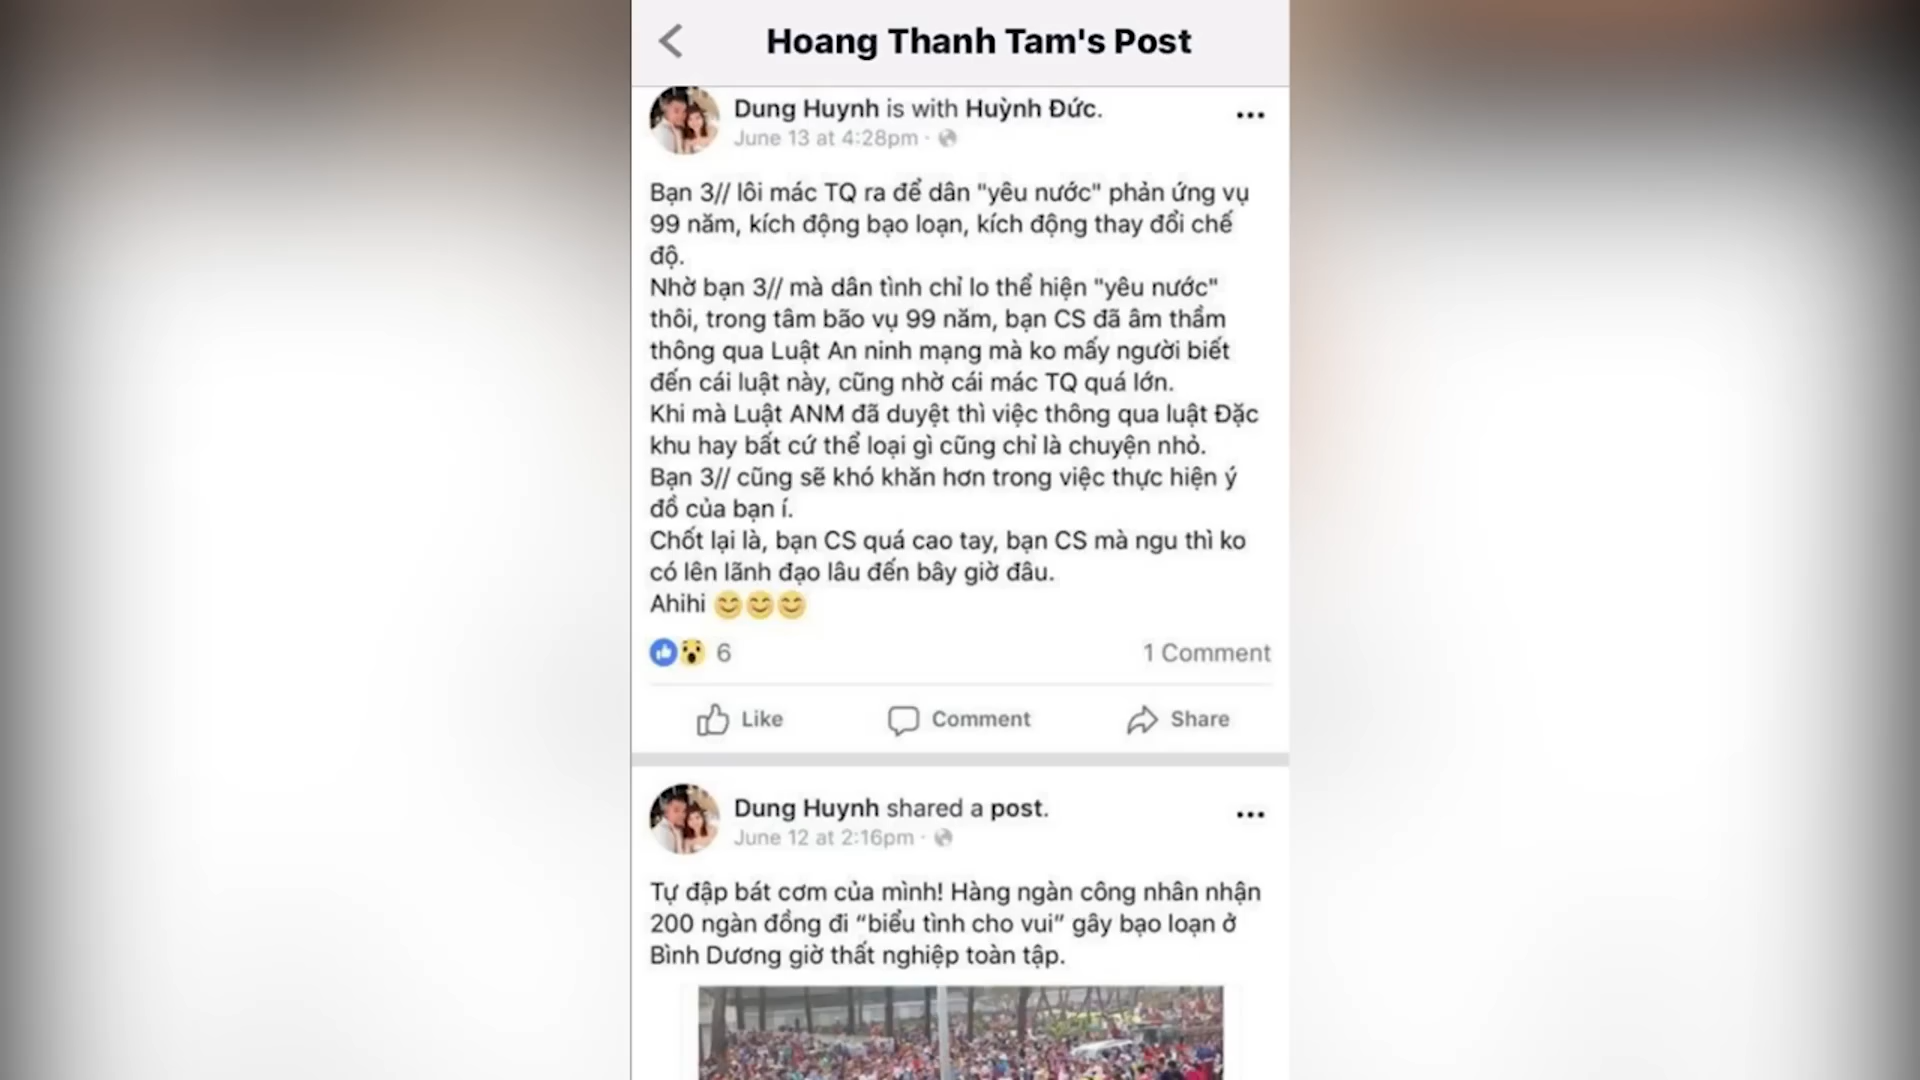 Hoang Thanh Tam's Post
Dung Huynh is with Huỳnh Đức.
June 13 at 4:28pm ·
Bạn 3// lôi mác TQ ra để dân "yêu nước" phản ứng vụ
99 năm, kích động bạo loạn, kích động thay đổi chế
độ.
Nhờ bạn 3// mà dân tình chỉ lo thể hiện "yêu nước"
thôi, trong tâm bão vụ 99 năm, bạn CS đã âm thầm
thông qua Luật An ninh mạng mà ko mấy người biết
đến cái luật này, cũng nhờ cái mác TQ quá lớn.
Khi mà Luật ANM đã duyệt thì việc thông qua luật Đặc
khu hay bất cứ thể loại gì cũng chỉ là chuyện nhỏ.
Bạn 3// cũng sẽ khó khăn hơn trong việc thực hiện ý
đồ của bạn í.
Chốt lại là, bạn CS quá cao tay, bạn CS mà ngu thì ko
có lên lãnh đạo lâu đến bây giờ đâu.
Ahihi 😊😊😊
6 1 Comment
Like Comment Share
Dung Huynh shared a post.
June 12 at 2:16pm ·
Tự đập bát cơm của mình! Hàng ngàn công nhân nhận
200 ngàn đồng đi “biểu tình cho vui” gây bạo loạn ở
Bình Dương giờ thất nghiệp toàn tập.